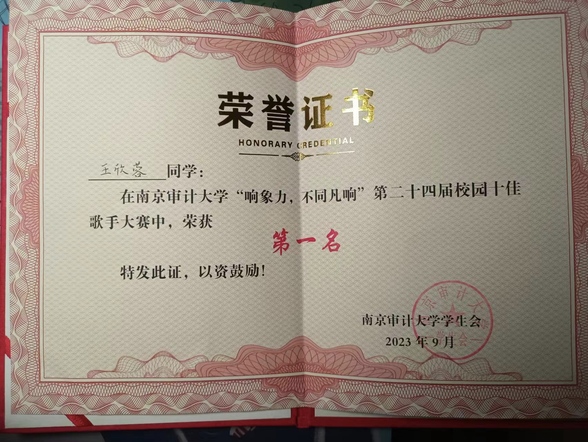 荣誉证书
HONORARY CREDENTIAL
王欣蓉 同学:
在南京审计大学“响象力，不同凡响”第二十四届校园十佳
歌手大赛中，荣获
第一名
特发此证，以资鼓励!
南京审计大学学生会
2023 年 9 月